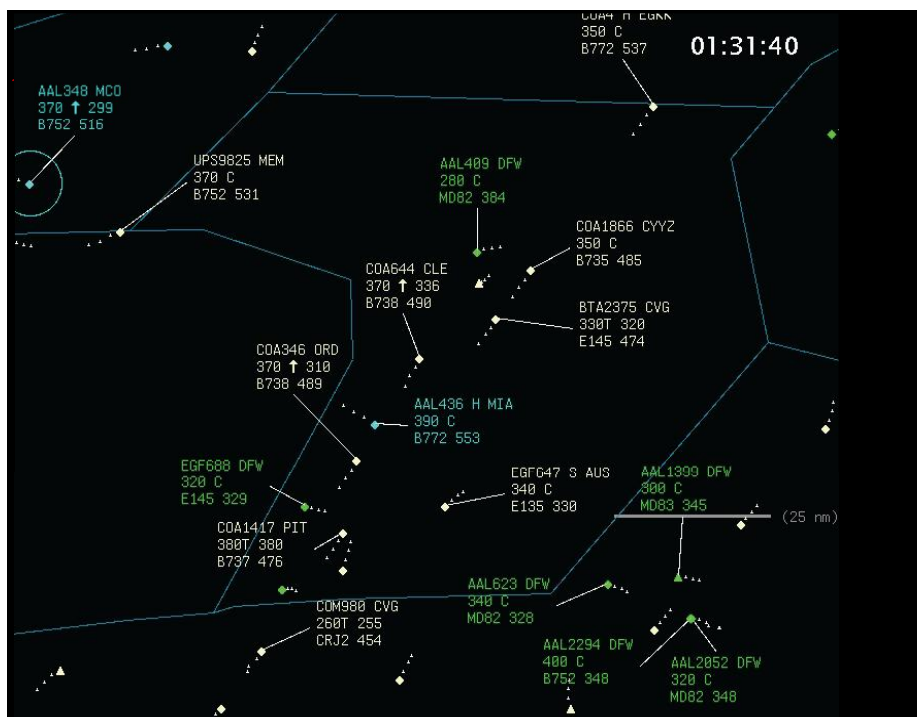 COA4 H EGKK
350 C
B772 537
01:31:40
AAL348 MCO
370 ↑ 299
B752 516
UPS9825 MEM
370 C
B752 531
AAL409 DFW
280 C
MD82 384
COA1866 CYYZ
350 C
B735 485
COA644 CLE
370 ↑ 336
B738 490
BTA2375 CVG
330T 320
E145 474
COA346 ORD
370 ↑ 310
B738 489
AAL436 H MIA
390 C
B772 553
EGF688 DFW
320 C
E145 329
EGF647 S AUS
340 C
E135 330
AAL1399 DFW
300 C
MD83 345
(25 nm)
COA1417 PIT
380T 380
B737 476
AAL623 DFW
340 C
MD82 328
COM980 CVG
260T 255
CRJ2 454
AAL2294 DFW
400 C
B752 348
AAL2052 DFW
320 C
MD82 348